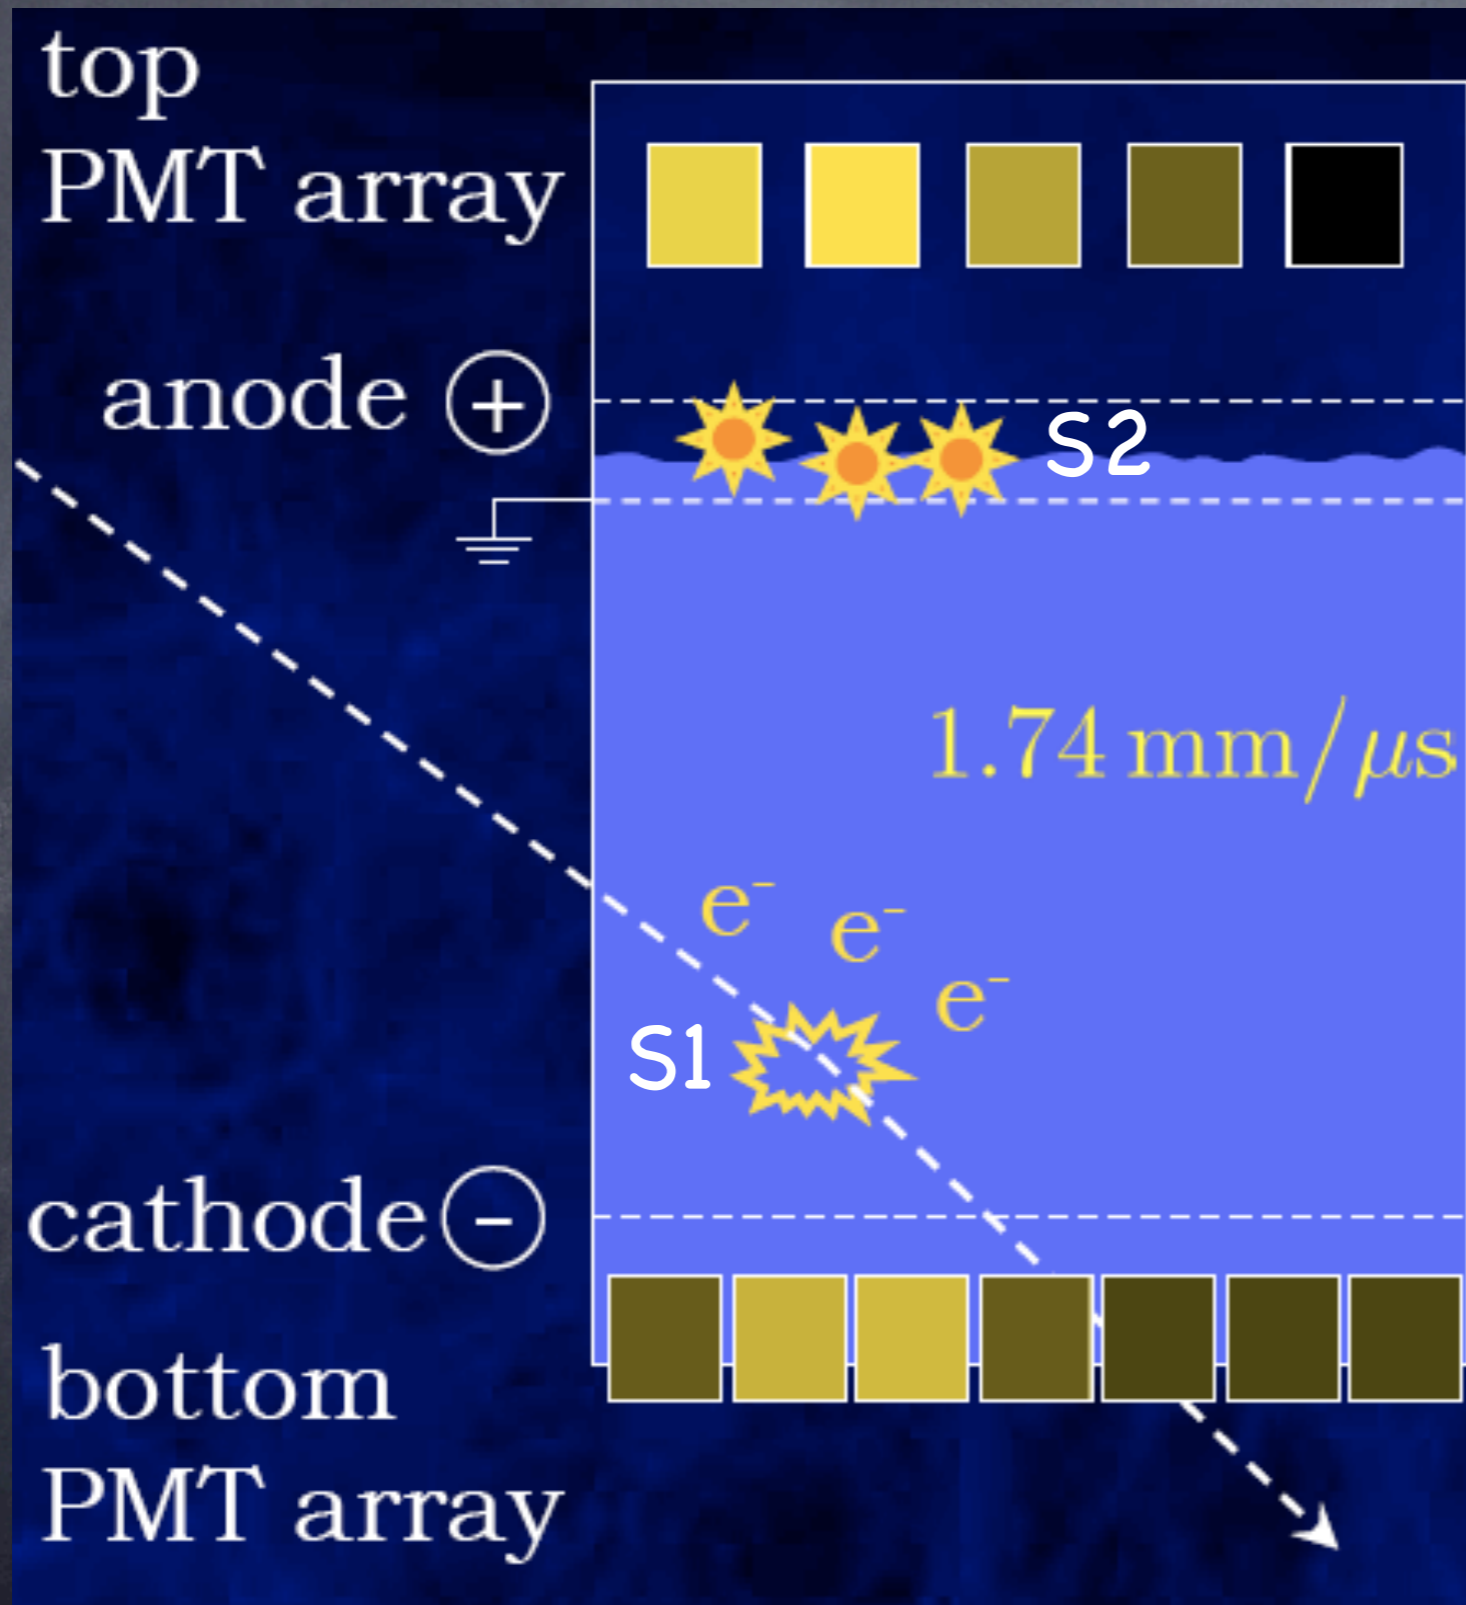 top
PMT array
anode +
S2
1.74 mm/μs
e⁻
e⁻
e⁻
S1
cathode -
bottom
PMT array